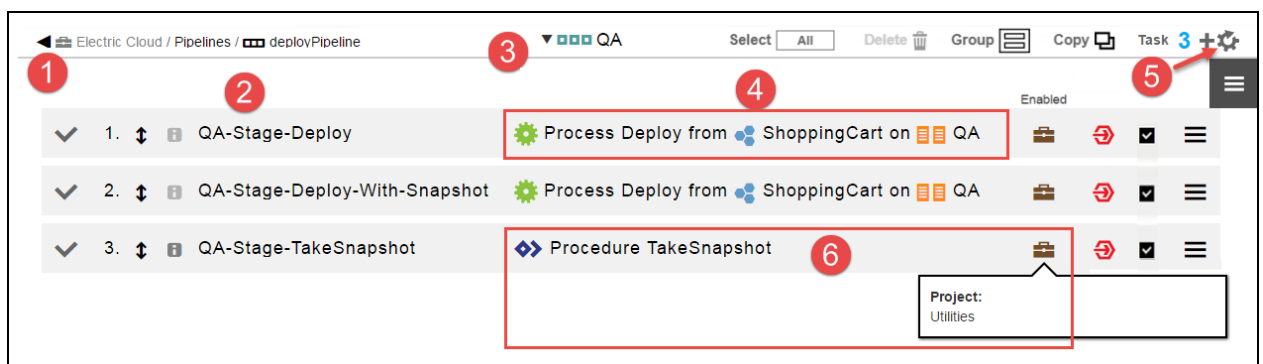 Electric Cloud / Pipelines / deployPipeline
3
QA
Select All
Delete
Group
Copy
Task 3
1
2
4
5
Enabled
1. QA-Stage-Deploy Process Deploy from ShoppingCart on QA
2. QA-Stage-Deploy-With-Snapshot Process Deploy from ShoppingCart on QA
3. QA-Stage-TakeSnapshot Procedure TakeSnapshot
6
Project:
Utilities